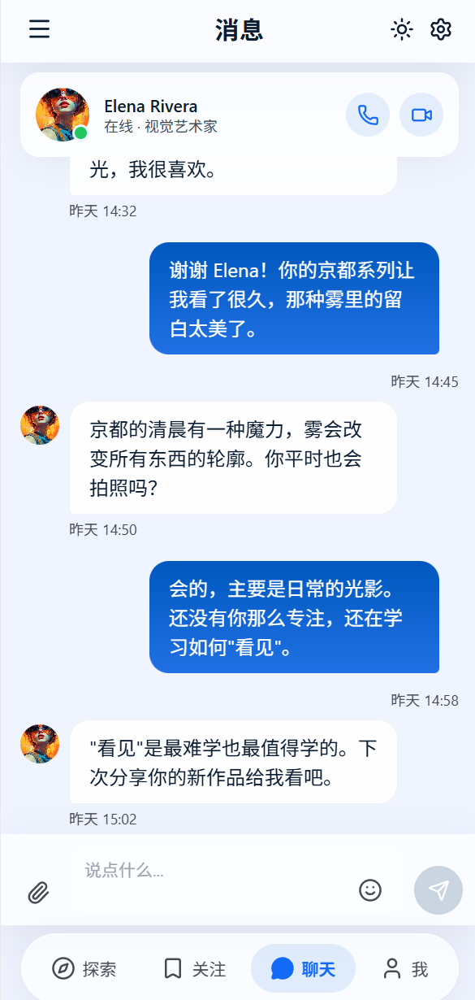 消息
Elena Rivera
在线 · 视觉艺术家
光，我很喜欢。
昨天 14:32
谢谢 Elena！你的京都系列让
我看了很久，那种雾里的留
白太美了。
昨天 14:45
京都的清晨有一种魔力，雾会改
变所有东西的轮廓。你平时也会
拍照吗？
昨天 14:50
会的，主要是日常的光影。
还没有你那么专注，还在学
习如何"看见"。
昨天 14:58
"看见"是最难学也最值得学的。下
次分享你的新作品给我看吧。
昨天 15:02
说点什么...
探索
关注
聊天
我